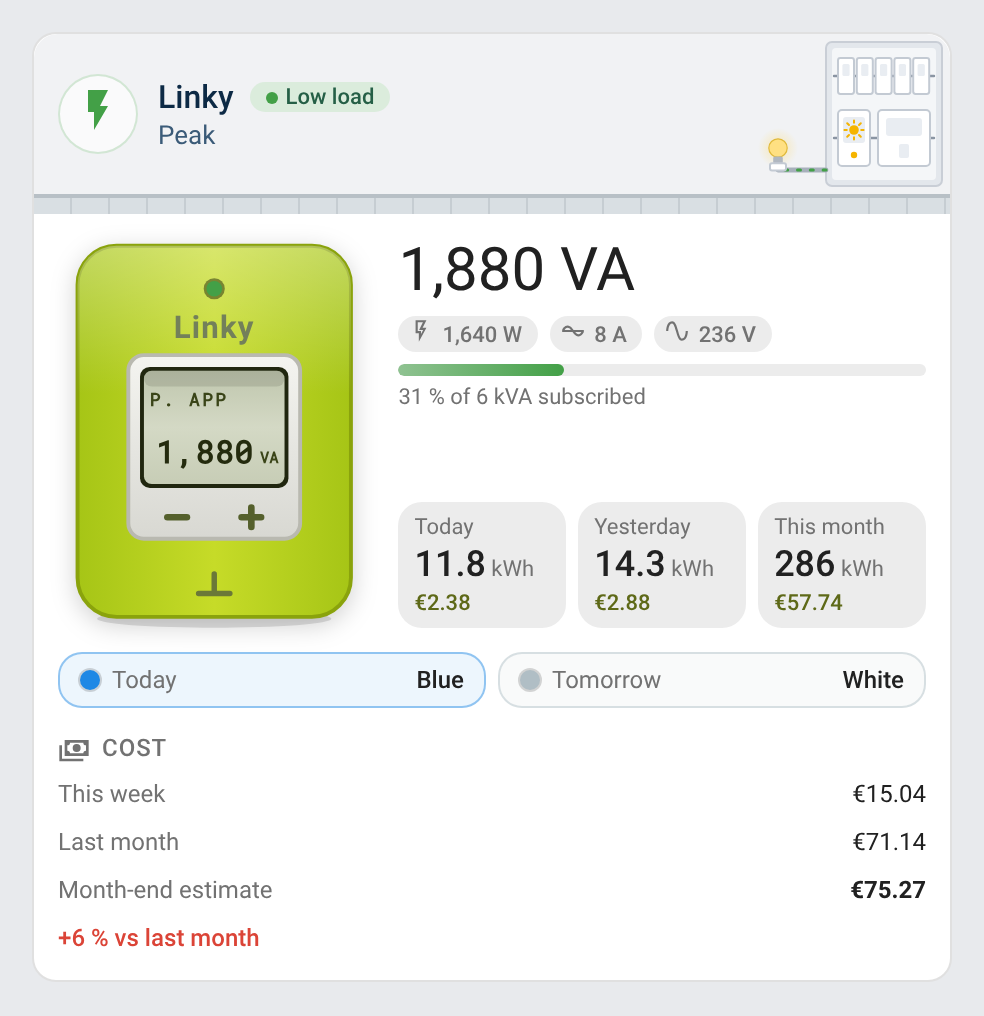 Linky
Low load
Peak
Linky
P. APP
1,880 VA
1,880 VA
1,640 W
8 A
236 V
31 % of 6 kVA subscribed
Today
11.8 kWh
€2.38
Yesterday
14.3 kWh
€2.88
This month
286 kWh
€57.74
Today
Blue
Tomorrow
White
COST
This week
€15.04
Last month
€71.14
Month-end estimate
€75.27
+6 % vs last month